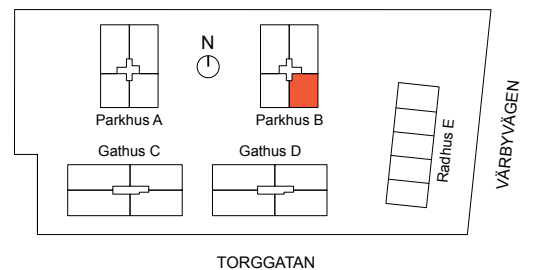 N
Parkhus A
Parkhus B
Gathus C
Gathus D
Radhus E
VÄRBYVÄGEN
TORGGATAN